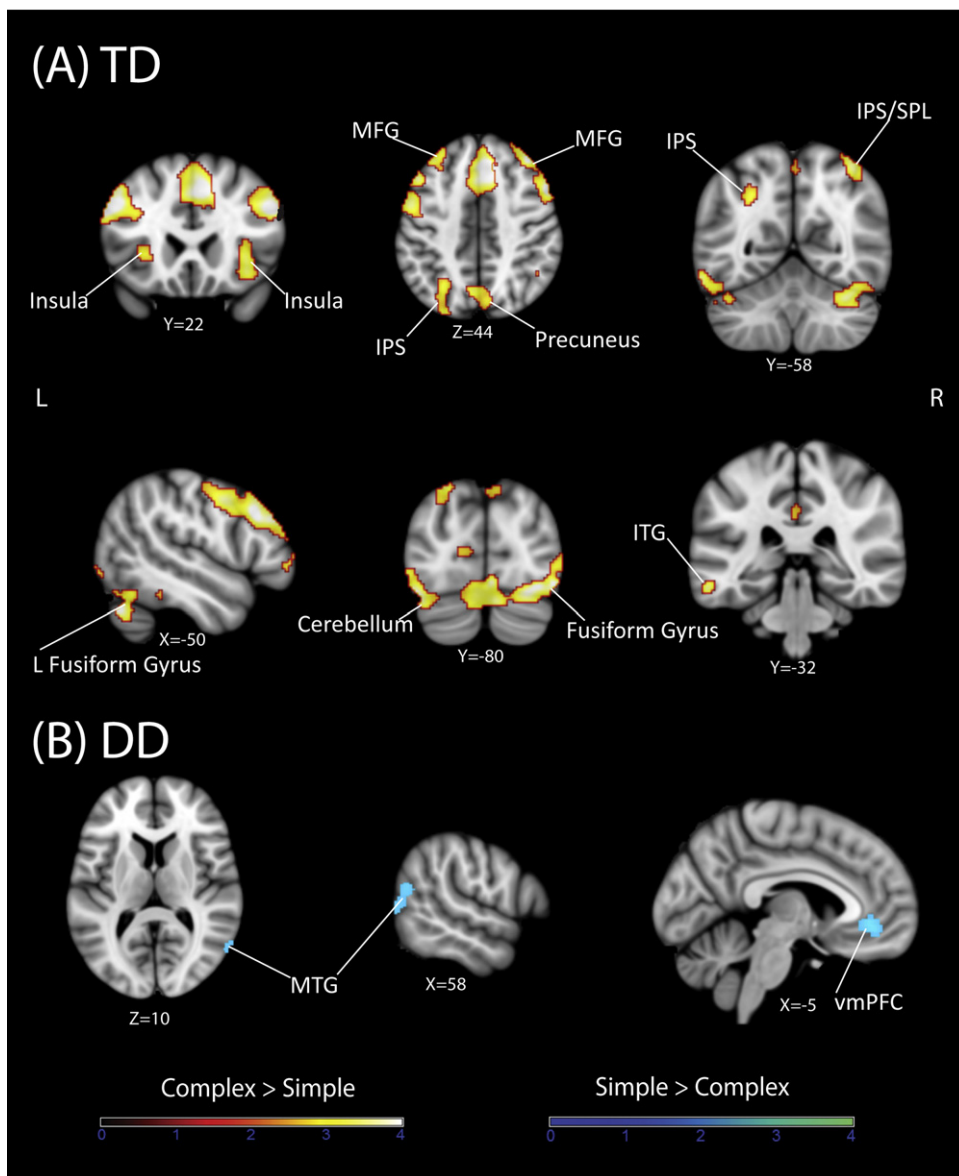 (A) TD
MFG
MFG
IPS
IPS/SPL
Insula
Insula
Y=22
IPS
Z=44
Precuneus
Y=-58
L
R
ITG
L Fusiform Gyrus
X=-50
Cerebellum
Y=-80
Fusiform Gyrus
Y=-32
(B) DD
MTG
Z=10
X=58
X=-5
vmPFC
Complex > Simple
0 1 2 3 4
Simple > Complex
0 1 2 3 4